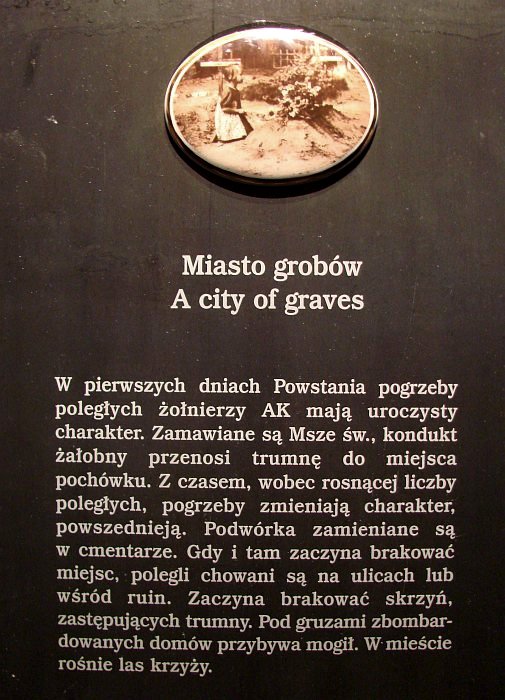 Miasto grobów
A city of graves
W pierwszych dniach Powstania pogrzeby
poległych żołnierzy AK mają uroczysty
charakter. Zamawiane są Msze św., kondukt
żałobny przenosi trumnę do miejsca
pochówku. Z czasem, wobec rosnącej liczby
poległych, pogrzeby zmieniają charakter,
powszednieją. Podwórka zamieniane są
w cmentarze. Gdy i tam zaczyna brakować
miejsc, polegli chowani są na ulicach lub
wśród ruin. Zaczyna brakować skrzyń,
zastępujących trumny. Pod gruzami zbombar-
dowanych domów przybywa mogił. W mieście
rośnie las krzyży.